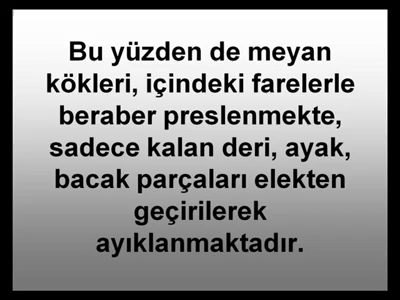 Bu yüzden de meyan
kökleri, içindeki farelerle
beraber preslenmekte,
sadece kalan deri, ayak,
bacak parçaları elekten
geçirilerek
ayıklanmaktadır.